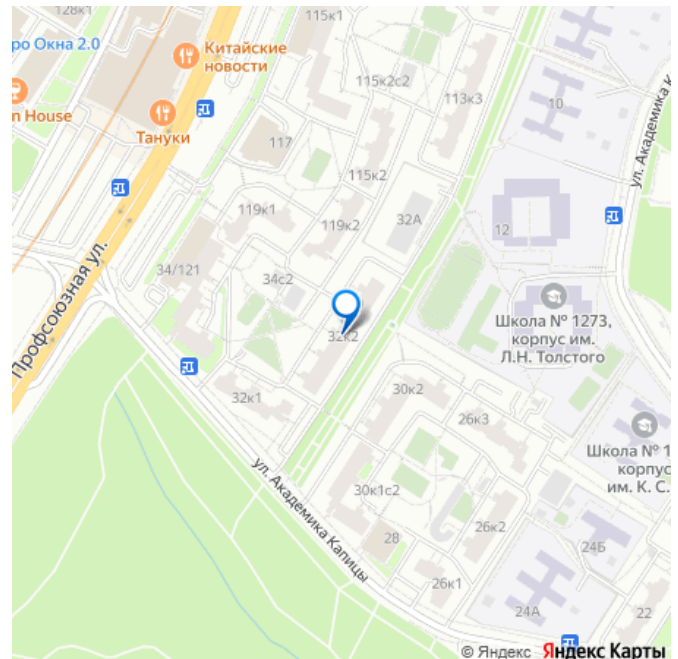 128к1
115к1
ро Окна 2.0
Китайские
новости
115к2с2
113к3
n House
Тануки
10
ул. Академика К
117
115к2
119к1
119к2
32А
12
34/121
34с2
Профсоюзная ул.
32к2
Школа № 1273,
корпус им.
Л.Н. Толстого
32к1
30к2
26к3
Школа № 1
корпус
им. К. С.
ул. Академика Капицы
30к1с2
28
26к2
24Б
26к1
24А
22
© Яндекс Яндекс Карты